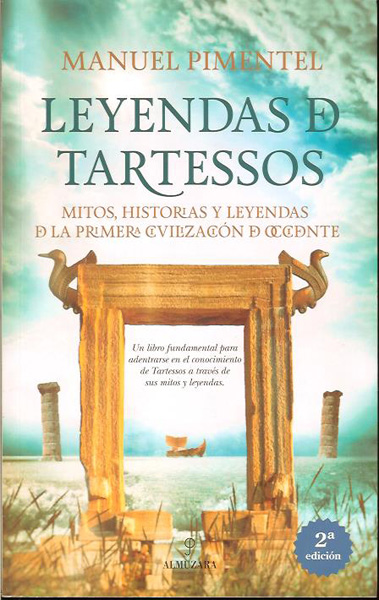 MANUEL PIMENTEL
LEYENDAS DE
TARTESSOS
MITOS, HISTORIAS Y LEYENDAS
DE LA PRIMERA CIVILIZACIÓN DE OCCIDENTE
Un libro fundamental para
adentrarse en el conocimiento
de Tartessos a través de
sus mitos y leyendas.
2ª
edición
ALMUZARA